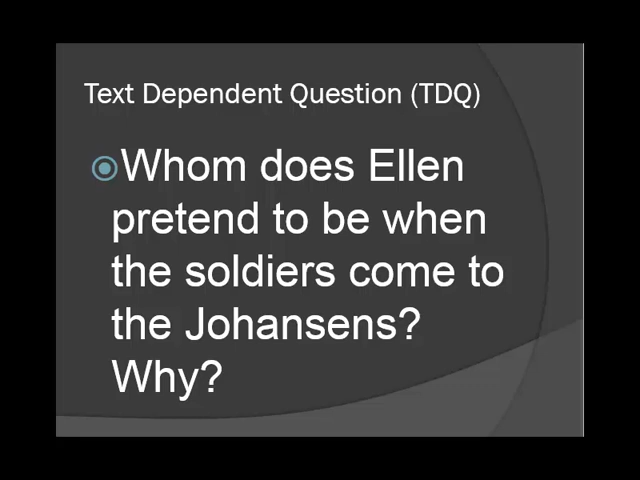 Text Dependent Question (TDQ)
Whom does Ellen
pretend to be when
the soldiers come to
the Johansens?
Why?